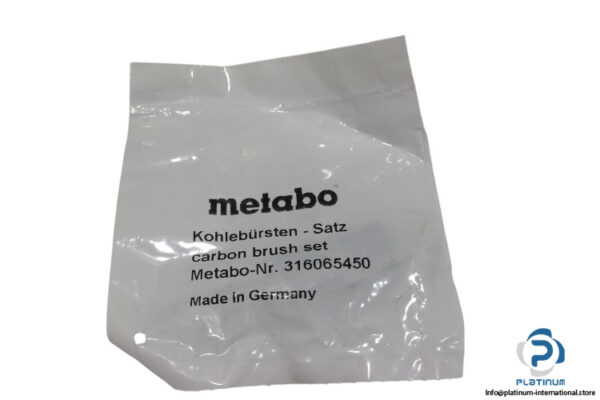 metabo
Kohlebürsten - Satz
carbon brush set
Metabo-Nr. 316065450
Made in Germany
PLATINUM
Info@platinum-international.store